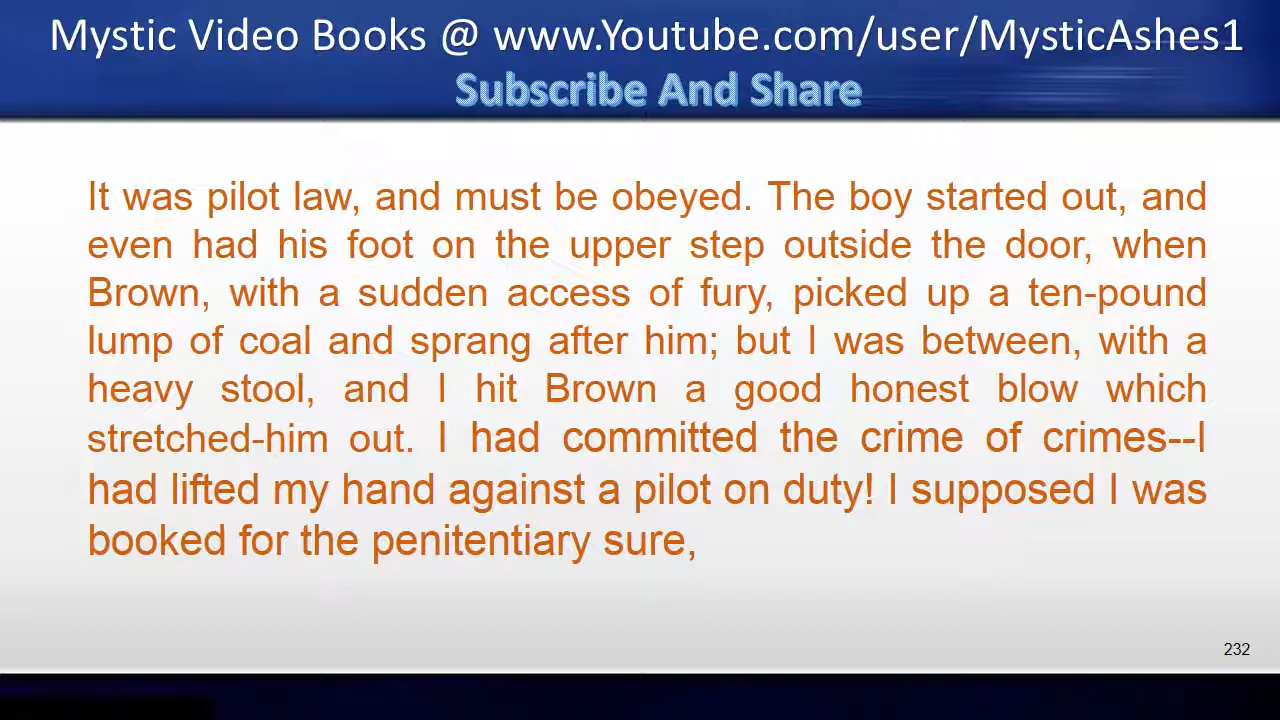 Mystic Video Books @ www.Youtube.com/user/MysticAshes1
Subscribe And Share
It was pilot law, and must be obeyed. The boy started out, and
even had his foot on the upper step outside the door, when
Brown, with a sudden access of fury, picked up a ten-pound
lump of coal and sprang after him; but I was between, with a
heavy stool, and I hit Brown a good honest blow which
stretched-him out. I had committed the crime of crimes--I
had lifted my hand against a pilot on duty! I supposed I was
booked for the penitentiary sure,
232